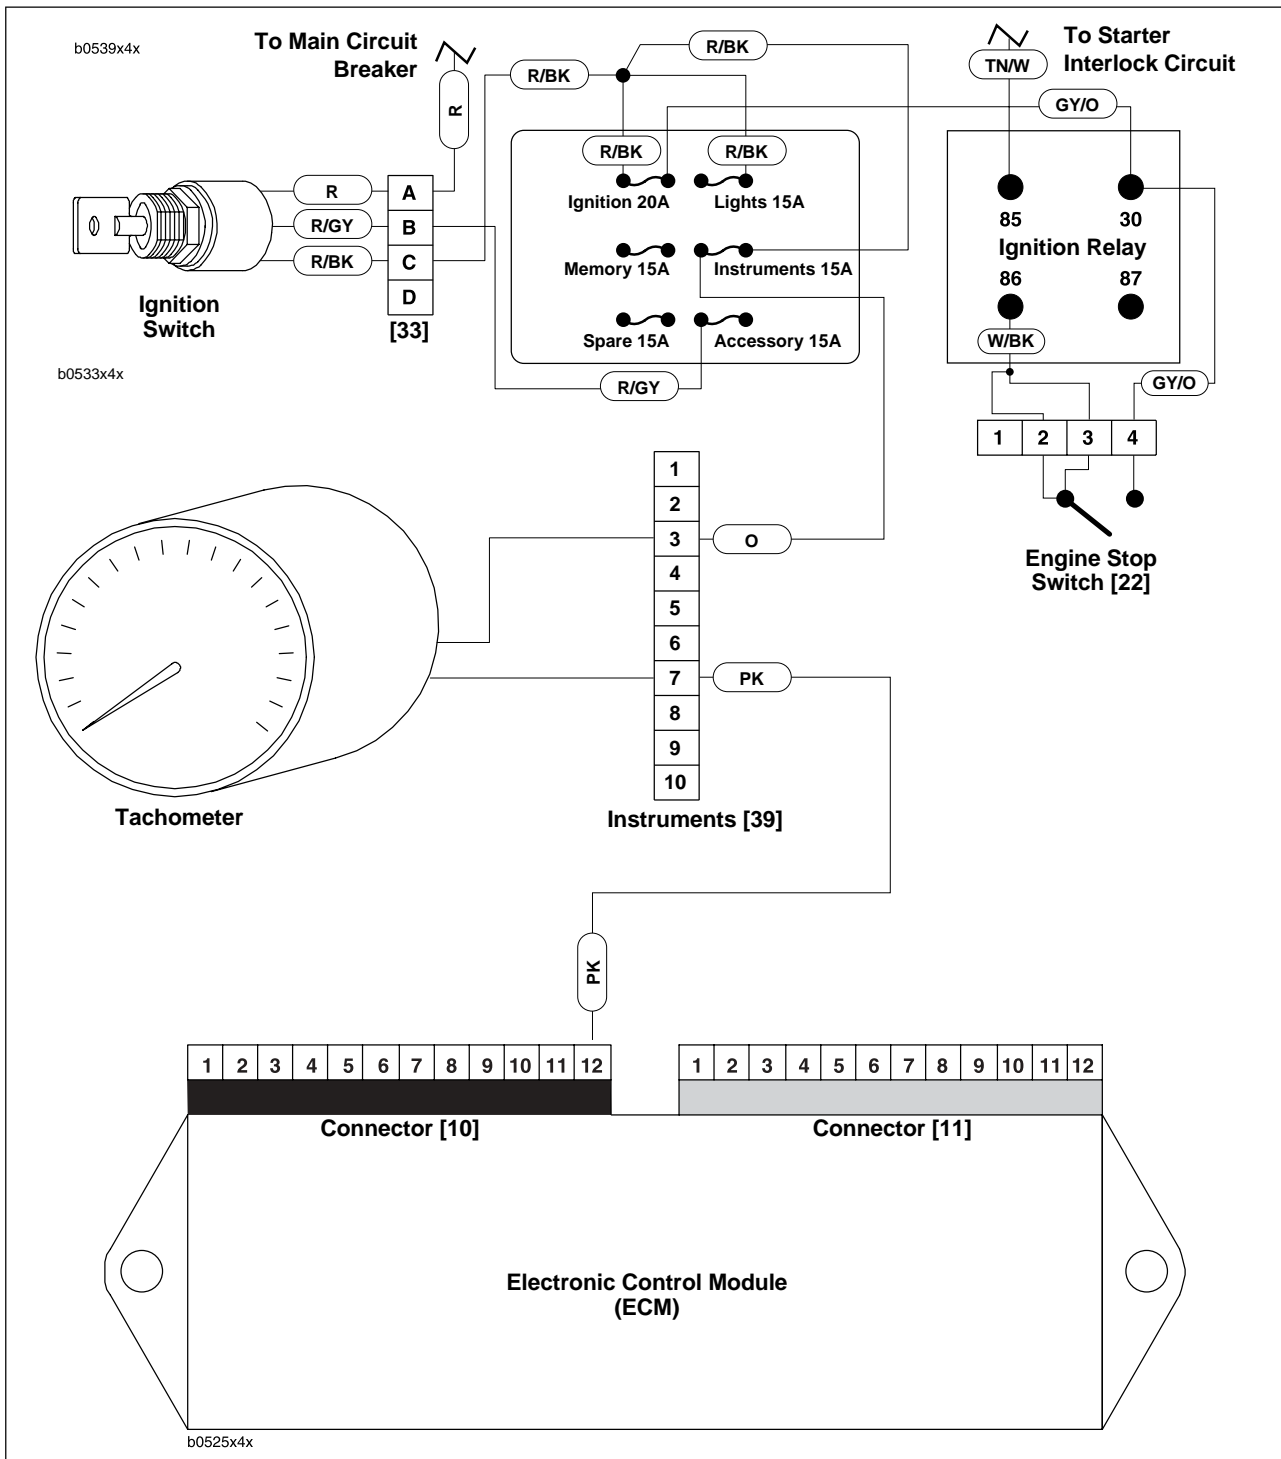 b0539x4x
To Main Circuit
Breaker
R
R/BK
R/BK
TN/W
To Starter
Interlock Circuit
GY/O
R/BK
R/BK
Ignition 20A
Lights 15A
Memory 15A
Instruments 15A
Spare 15A
Accessory 15A
R
R/GY
R/BK
A
B
C
D
[33]
Ignition
Switch
b0533x4x
R/GY
85
30
Ignition Relay
86
87
W/BK
GY/O
1 2 3 4
Engine Stop
Switch [22]
1
2
3
4
5
6
7
8
9
10
O
PK
Tachometer
Instruments [39]
PK
1 2 3 4 5 6 7 8 9 10 11 12
1 2 3 4 5 6 7 8 9 10 11 12
Connector [10]
Connector [11]
Electronic Control Module
(ECM)
b0525x4x